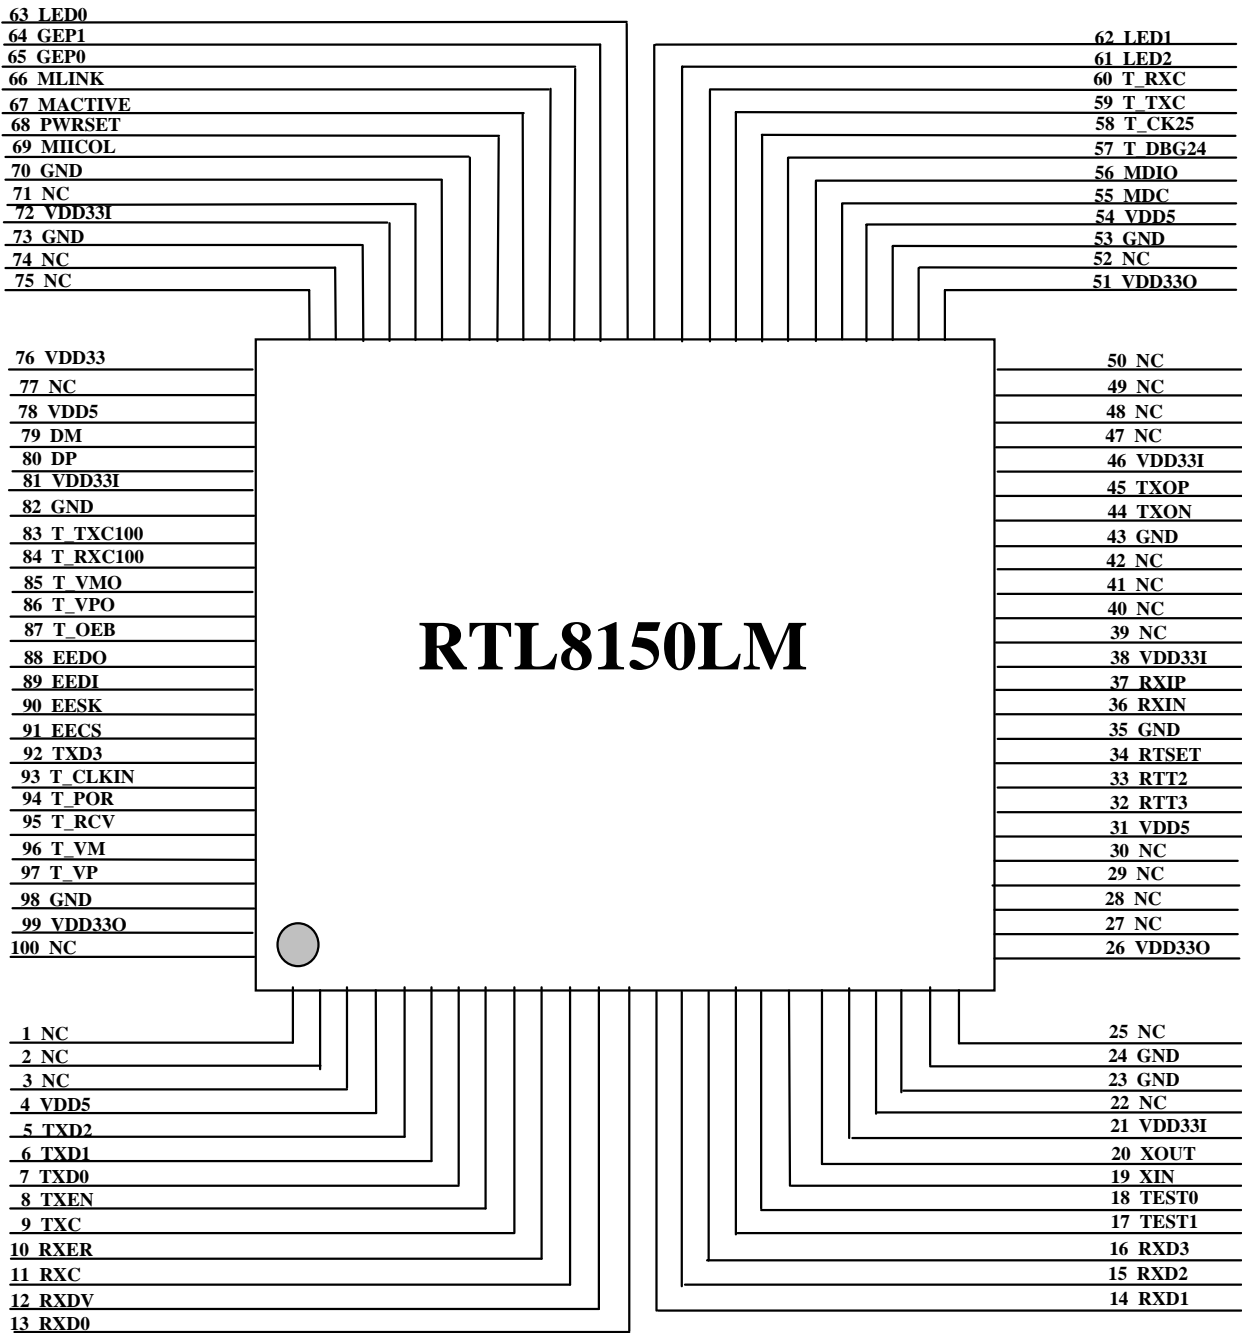 63 LED0
64 GEP1
65 GEP0
66 MLINK
67 MACTIVE
68 PWRSET
69 MIICOL
70 GND
71 NC
72 VDD33I
73 GND
74 NC
75 NC
62 LED1
61 LED2
60 T_RXC
59 T_TXC
58 T_CK25
57 T_DBG24
56 MDIO
55 MDC
54 VDD5
53 GND
52 NC
51 VDD33O
76 VDD33
77 NC
78 VDD5
79 DM
80 DP
81 VDD33I
82 GND
83 T_TXC100
84 T_RXC100
85 T_VMO
86 T_VPO
87 T_OEB
88 EEDO
89 EEDI
90 EESK
91 EECS
92 TXD3
93 T_CLKIN
94 T_POR
95 T_RCV
96 T_VM
97 T_VP
98 GND
99 VDD33O
100 NC
RTL8150LM
50 NC
49 NC
48 NC
47 NC
46 VDD33I
45 TXOP
44 TXON
43 GND
42 NC
41 NC
40 NC
39 NC
38 VDD33I
37 RXIP
36 RXIN
35 GND
34 RTSET
33 RTT2
32 RTT3
31 VDD5
30 NC
29 NC
28 NC
27 NC
26 VDD33O
1 NC
2 NC
3 NC
4 VDD5
5 TXD2
6 TXD1
7 TXD0
8 TXEN
9 TXC
10 RXER
11 RXC
12 RXDV
13 RXD0
25 NC
24 GND
23 GND
22 NC
21 VDD33I
20 XOUT
19 XIN
18 TEST0
17 TEST1
16 RXD3
15 RXD2
14 RXD1